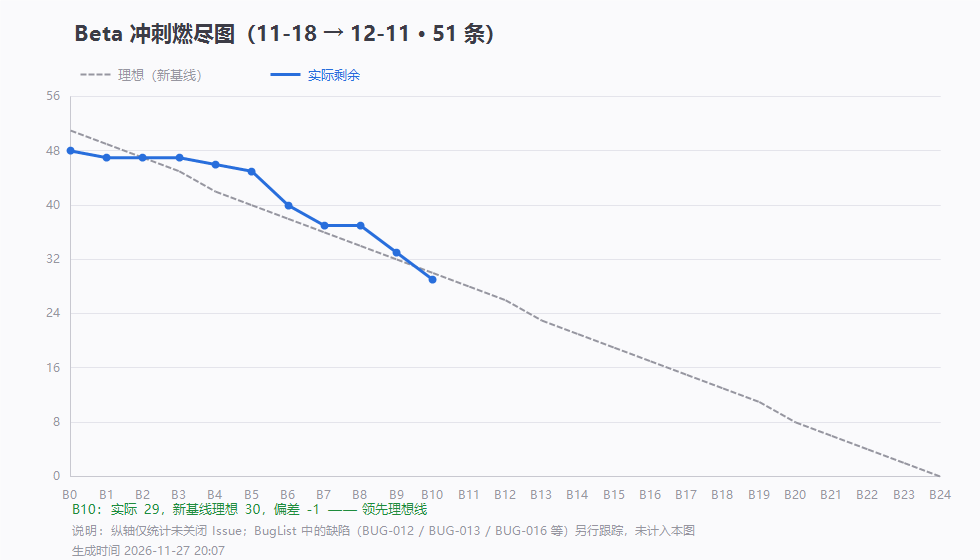 Beta 冲刺燃尽图（11-18 → 12-11 • 51 条）
理想（新基线） 实际剩余
56
48
40
32
24
16
8
0
B0 B1 B2 B3 B4 B5 B6 B7 B8 B9 B10 B11 B12 B13 B14 B15 B16 B17 B18 B19 B20 B21 B22 B23 B24
B10：实际 29，新基线理想 30，偏差 -1 —— 领先理想线
说明：纵轴仅统计未关闭 Issue；BugList 中的缺陷（BUG-012 / BUG-013 / BUG-016 等）另行跟踪，未计入本图
生成时间 2026-11-27 20:07